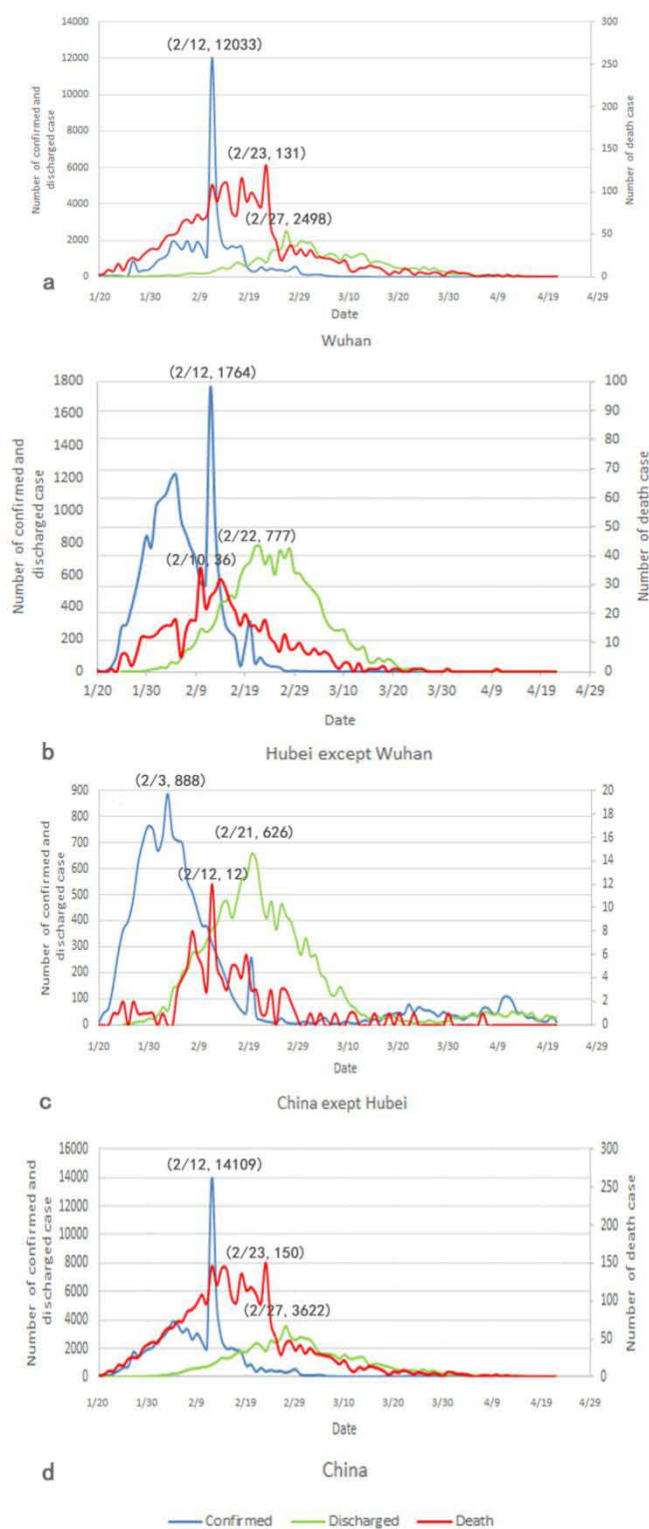 14000
12000
10000
8000
6000
4000
2000
0
Number of confirmed and
discharged case
300
250
200
150
100
50
0
Number of death case
(2/12, 12033)
(2/23, 131)
(2/27, 2498)
1/20 1/30 2/9 2/19 2/29 3/10 3/20 3/30 4/9 4/19 4/29
a
Date
Wuhan
1800
1600
1400
1200
1000
800
600
400
200
0
Number of confirmed and
discharged case
100
90
80
70
60
50
40
30
20
10
0
Number of death case
(2/12, 1764)
(2/22, 777)
(2/10, 36)
1/20 1/30 2/9 2/19 2/29 3/10 3/20 3/30 4/9 4/19 4/29
Date
b
Hubei except Wuhan
900
800
700
600
500
400
300
200
100
0
Number of confirmed and
discharged case
20
18
16
14
12
10
8
6
4
2
0
Number of death case
(2/3, 888)
(2/21, 626)
(2/12, 12)
1/20 1/30 2/9 2/19 2/29 3/10 3/20 3/30 4/9 4/19 4/29
Date
c
China exept Hubei
16000
14000
12000
10000
8000
6000
4000
2000
0
Number of confirmed and
discharged case
300
250
200
150
100
50
0
Number of death case
(2/12, 14109)
(2/23, 150)
(2/27, 3622)
1/20 1/30 2/9 2/19 2/29 3/10 3/20 3/30 4/9 4/19 4/29
Date
d
China
Confirmed Discharged Death